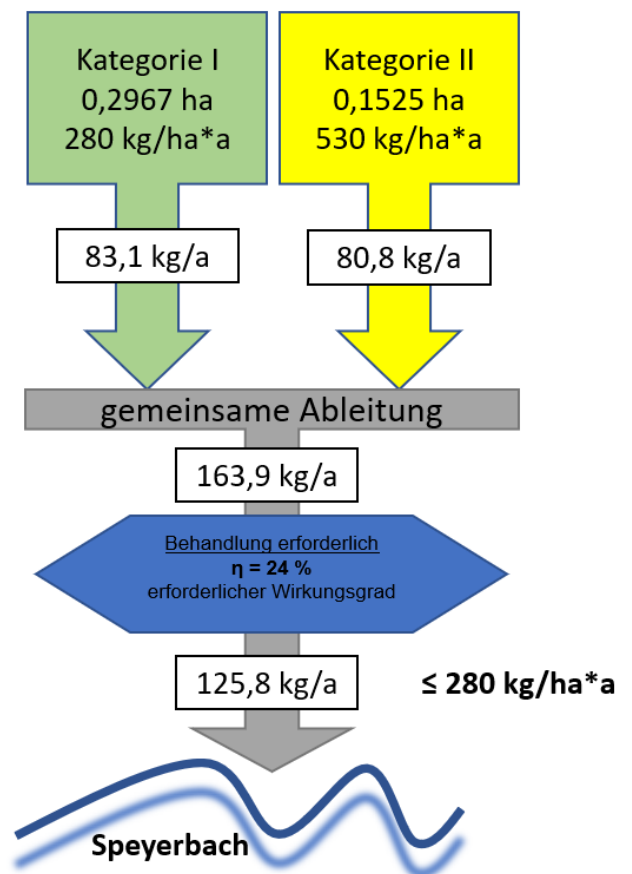 Kategorie I
0,2967 ha
280 kg/ha*a
Kategorie II
0,1525 ha
530 kg/ha*a
83,1 kg/a
80,8 kg/a
gemeinsame Ableitung
163,9 kg/a
Behandlung erforderlich
η = 24 %
erforderlicher Wirkungsgrad
125,8 kg/a
≤ 280 kg/ha*a
Speyerbach